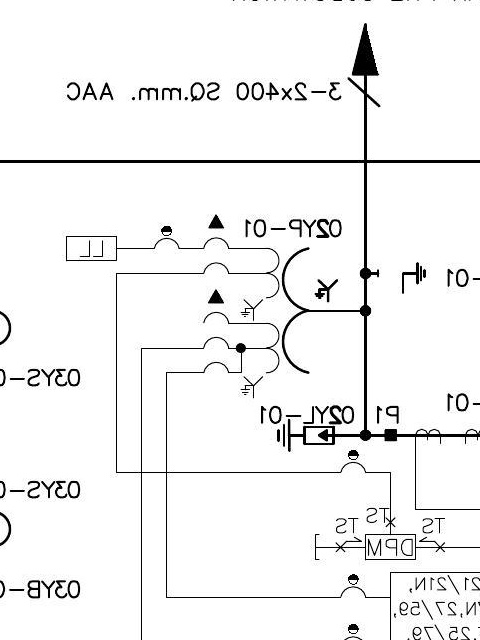 3-2x400 SQ.mm. AAC
02YP-01
LL
-01
03YS-0
-01
02YL-01
P1
03YS-0
TS
TS
TS
DPM
21/21N,
03YB-0
N,27/59,
,25/79